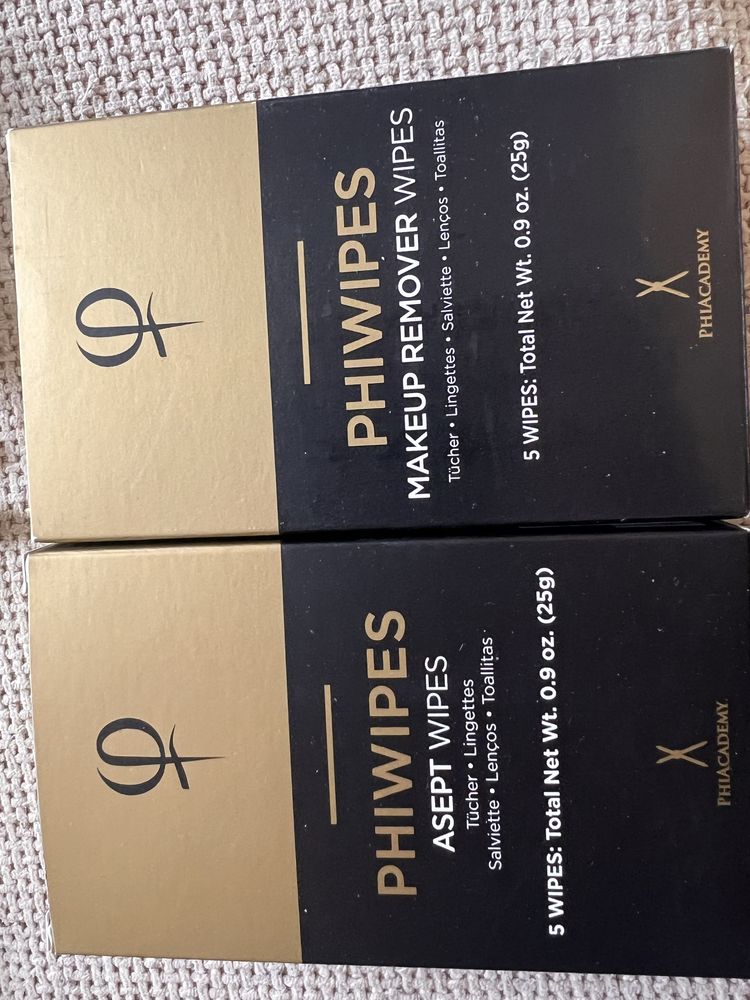 PHIWIPES
MAKEUP REMOVER WIPES
Tücher • Lingettes • Salviette • Lenços • Toallitas
5 WIPES: Total Net Wt. 0.9 oz. (25g)
PHIACADEMY
PHIWIPES
ASEPT WIPES
Tücher • Lingettes
Salviette • Lenços • Toallitas
5 WIPES: Total Net Wt. 0.9 oz. (25g)
PHIACADEMY